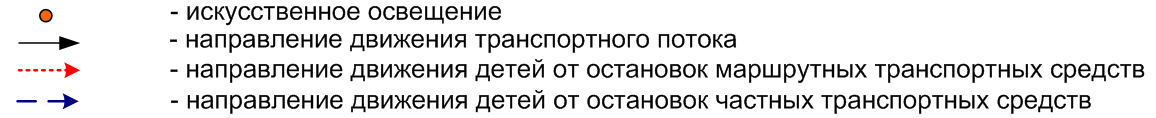 - искусственное освещение
- направление движения транспортного потока
- направление движения детей от остановок маршрутных транспортных средств
- направление движения детей от остановок частных транспортных средств